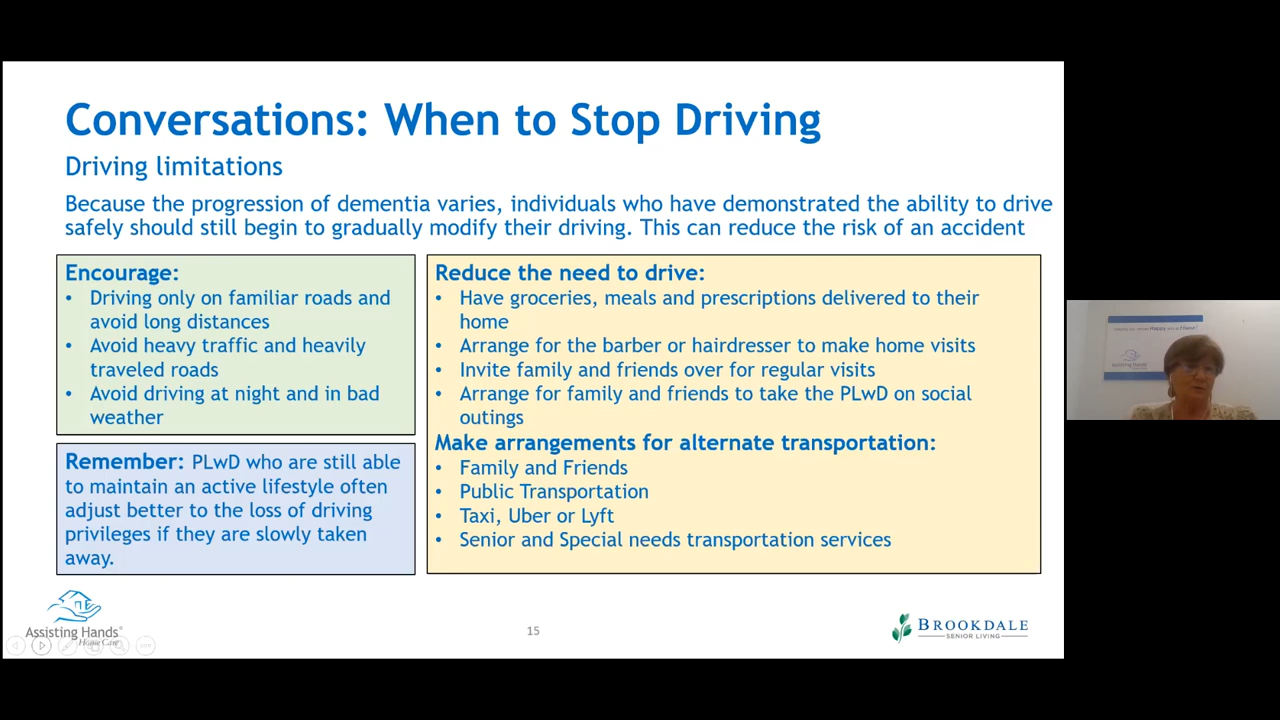 Conversations: When to Stop Driving
Driving limitations
Because the progression of dementia varies, individuals who have demonstrated the ability to drive
safely should still begin to gradually modify their driving. This can reduce the risk of an accident
Encourage:
• Driving only on familiar roads and
avoid long distances
• Avoid heavy traffic and heavily
traveled roads
• Avoid driving at night and in bad
weather
Remember: PLwD who are still able
to maintain an active lifestyle often
adjust better to the loss of driving
privileges if they are slowly taken
away.
Reduce the need to drive:
• Have groceries, meals and prescriptions delivered to their
home
• Arrange for the barber or hairdresser to make home visits
• Invite family and friends over for regular visits
• Arrange for family and friends to take the PLwD on social
outings
Make arrangements for alternate transportation:
• Family and Friends
• Public Transportation
• Taxi, Uber or Lyft
• Senior and Special needs transportation services
Assisting Hands®
Home Care
15
BROOKDALE
SENIOR LIVING
Assisting Hands